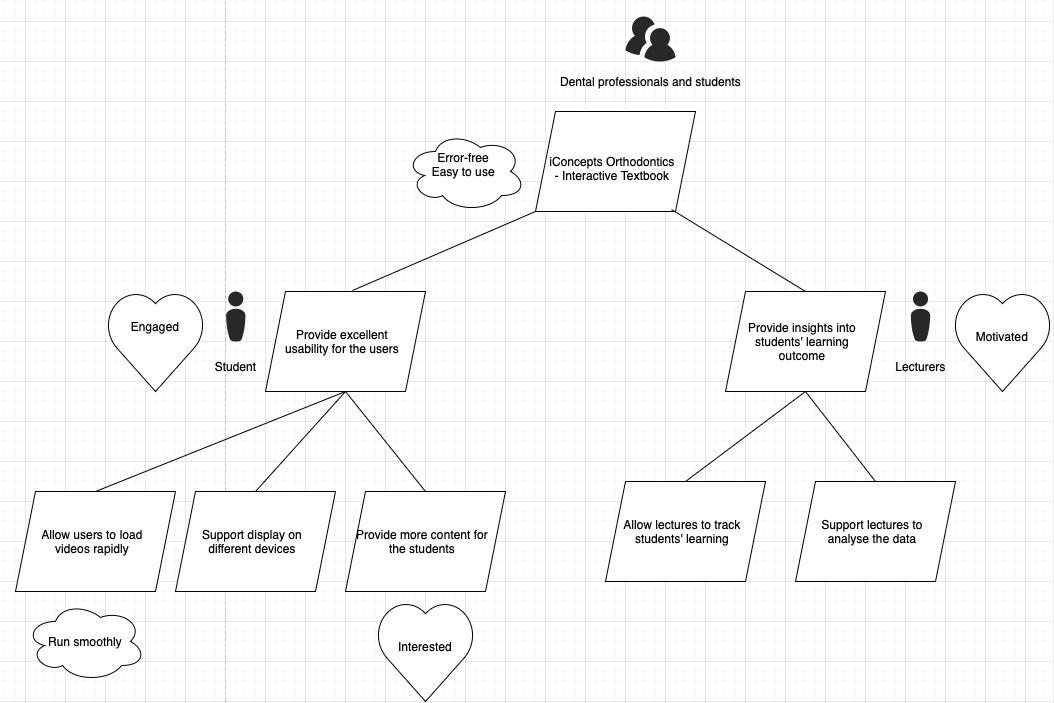 Dental professionals and students
Error-free
Easy to use
iConcepts Orthodontics
- Interactive Textbook
Engaged
Student
Provide excellent
usability for the users
Provide insights into
students' learning
outcome
Lecturers
Motivated
Allow users to load
videos rapidly
Support display on
different devices
Provide more content for
the students
Allow lectures to track
students' learning
Support lectures to
analyse the data
Run smoothly
Interested